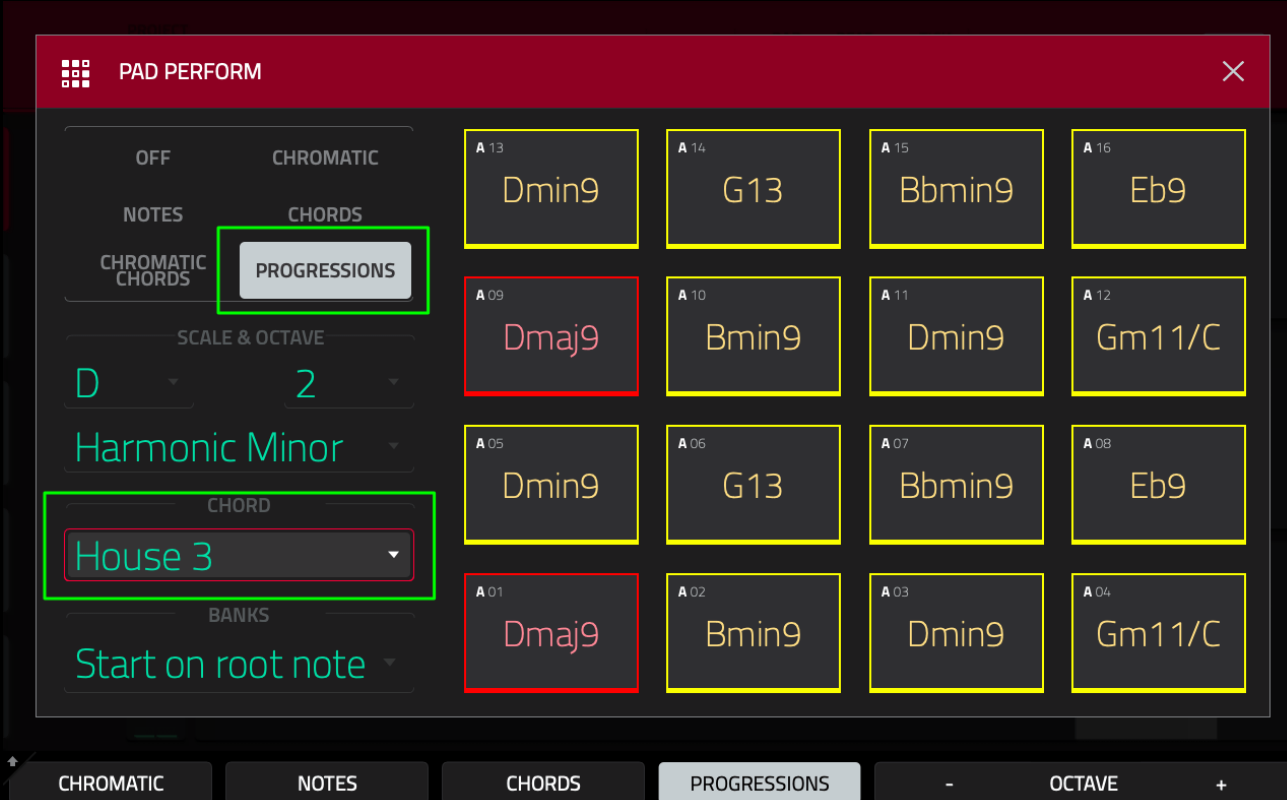 PAD PERFORM
OFF CHROMATIC
NOTES CHORDS
CHROMATIC
CHORDS
PROGRESSIONS
SCALE & OCTAVE
D 2
Harmonic Minor
CHORD
House 3
BANKS
Start on root note
A 13 A 14 A 15 A 16
Dmin9 G13 Bbmin9 Eb9
A 09 A 10 A 11 A 12
Dmaj9 Bmin9 Dmin9 Gm11/C
A 05 A 06 A 07 A 08
Dmin9 G13 Bbmin9 Eb9
A 01 A 02 A 03 A 04
Dmaj9 Bmin9 Dmin9 Gm11/C
CHROMATIC NOTES CHORDS PROGRESSIONS - OCTAVE +